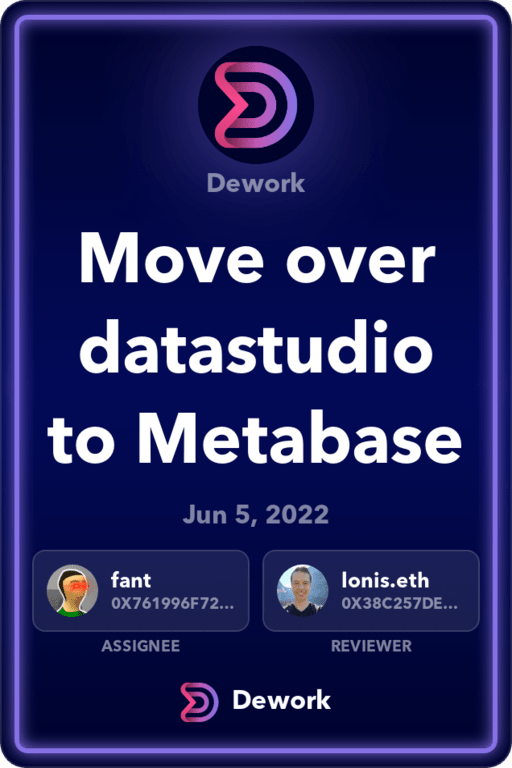 Dework
Move over
datastudio
to Metabase
Jun 5, 2022
fant
0X761996F72...
lonis.eth
0X38C257DE...
ASSIGNEE
REVIEWER
Dework